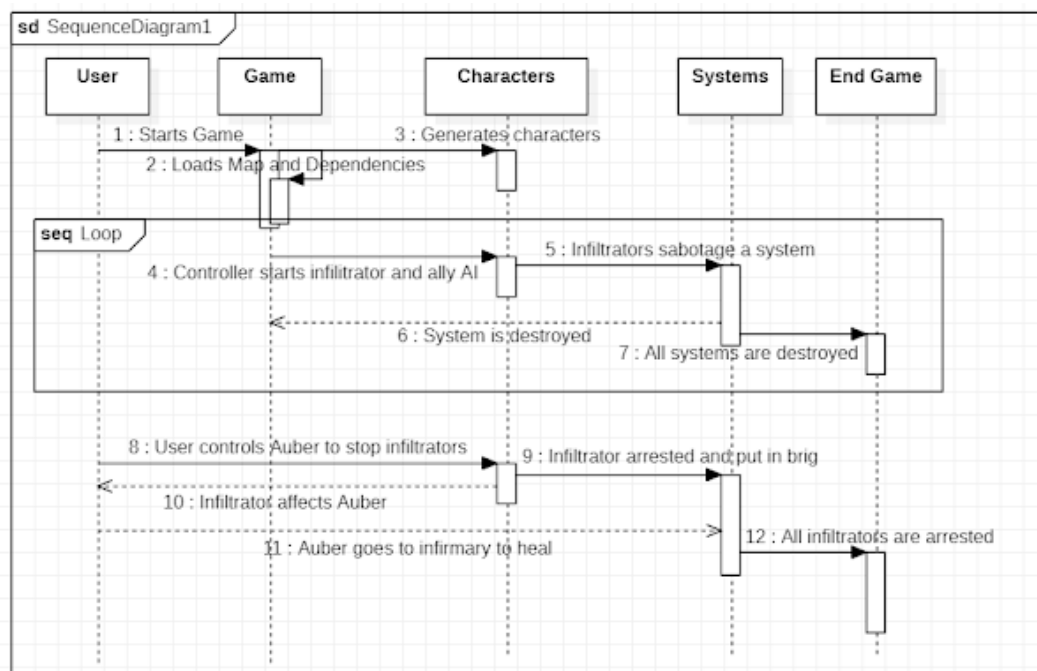 sd SequenceDiagram1
User
Game
Characters
Systems
End Game
1 : Starts Game
3 : Generates characters
2 : Loads Map and Dependencies
seq Loop
5 : Infiltrators sabotage a system
4 : Controller starts infilitrator and ally AI
6 : System is destroyed
7 : All systems are destroyed
8 : User controls Auber to stop infiltrators
9 : Infiltrator arrested and put in brig
10 : Infiltrator affects Auber
12 : All infiltrators are arrested
11 : Auber goes to infirmary to heal